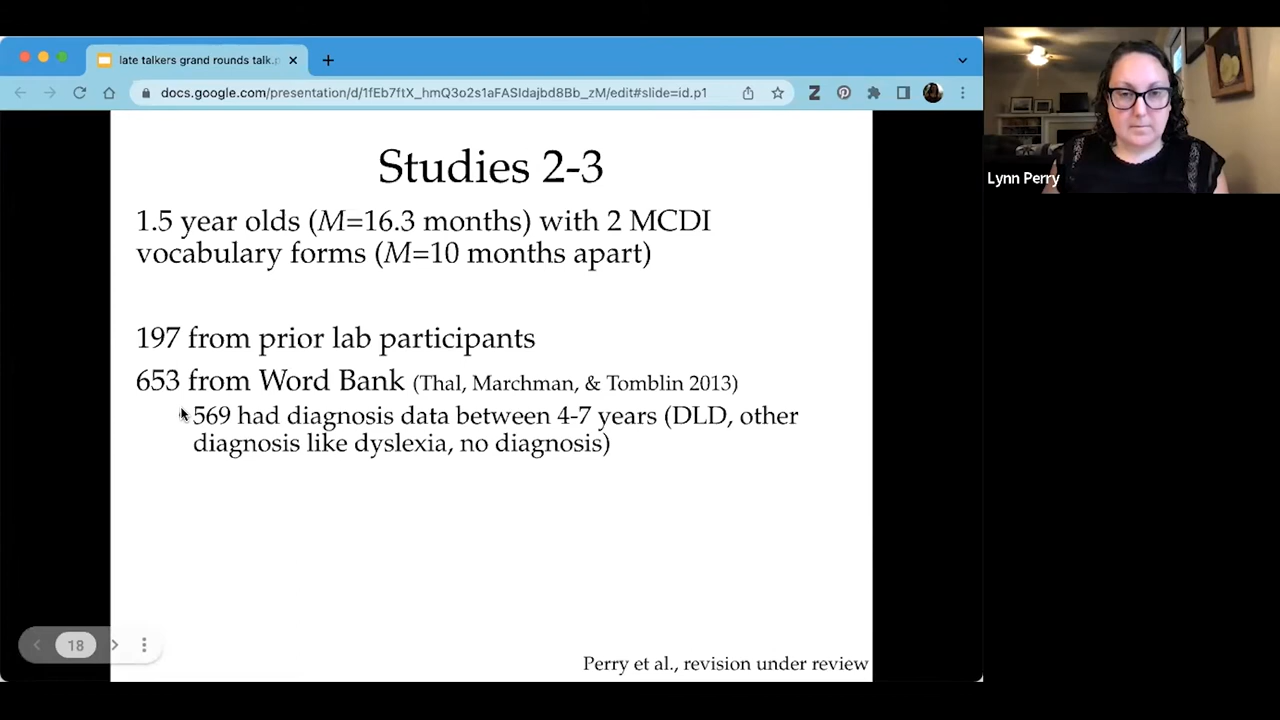 late talkers grand rounds talk.p
docs.google.com/presentation/d/1fEb7ftX_hmQ3o2s1aFASIdajbd8Bb_zM/edit#slide=id.p1
Studies 2-3
1.5 year olds (M=16.3 months) with 2 MCDI
vocabulary forms (M=10 months apart)
197 from prior lab participants
653 from Word Bank (Thal, Marchman, & Tomblin 2013)
569 had diagnosis data between 4-7 years (DLD, other
diagnosis like dyslexia, no diagnosis)
18
Perry et al., revision under review
Lynn Perry